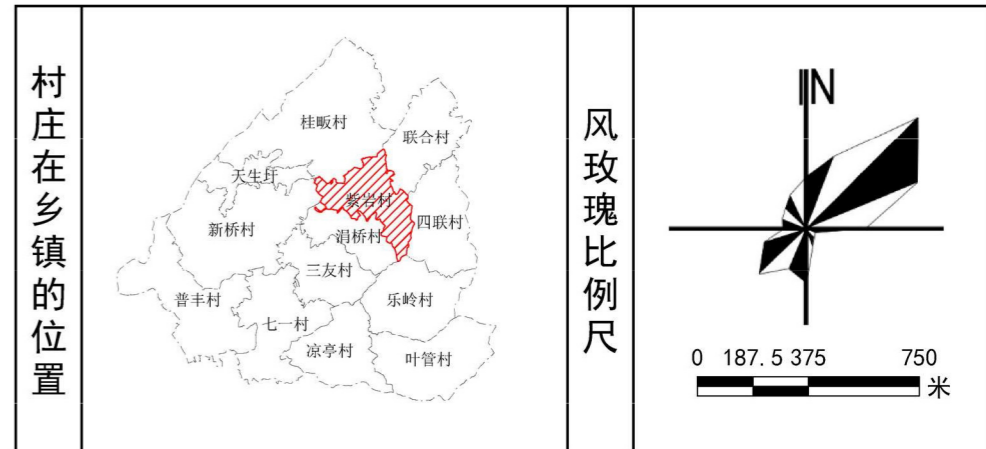 村庄在乡镇的位置
桂畈村
联合村
天生圩
紫岩村
新桥村
涓桥村
四联村
三友村
普丰村
乐岭村
七一村
凉亭村
叶管村
风玫瑰比例尺
N
0 187.5 375 750
米